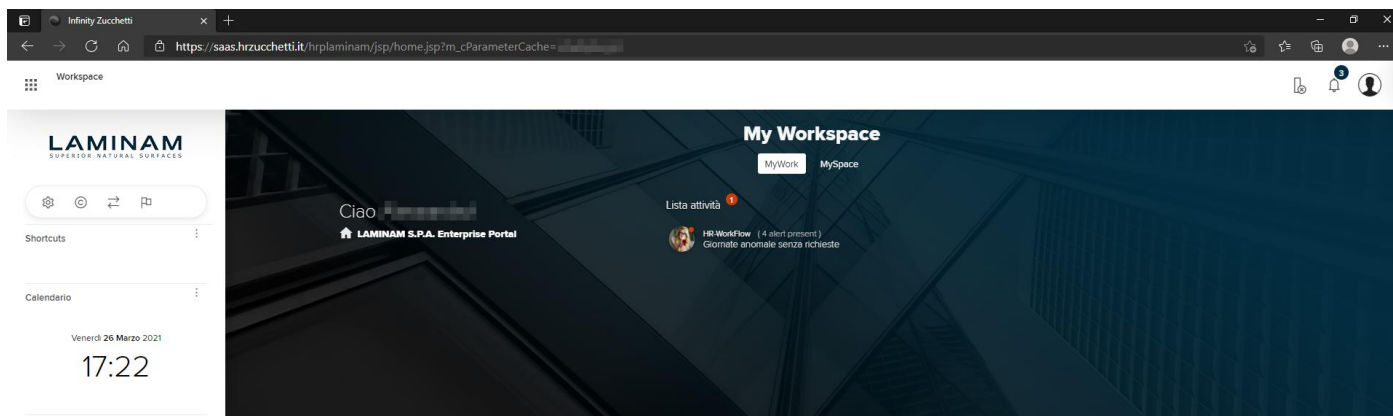 Infinity Zucchetti
https://saas.hrzucchetti.it/hrplaminam/jsp/home.jsp?m_cParameterCache=
Workspace
3
LAMINAM
SUPERIOR NATURAL SURFACES
My Workspace
MyWork MySpace
Ciao
LAMINAM S.P.A. Enterprise Portal
Lista attività 1
HR-WorkFlow (4 alert present)
Giornate anomale senza richieste
Shortcuts
Calendario
Venerdì 26 Marzo 2021
17:22